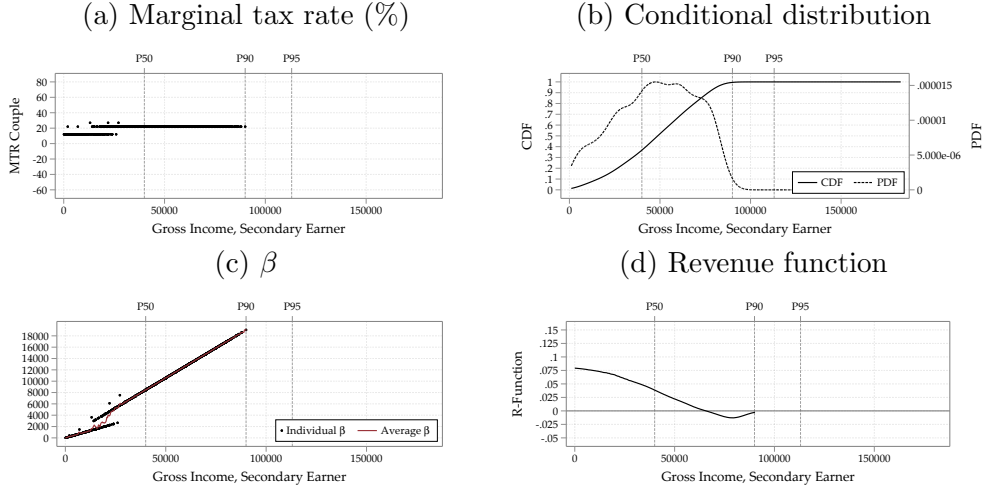 (a) Marginal tax rate (%)
P50 P90 P95
MTR Couple
80
60
40
20
0
-20
-40
-60
0 50000 100000 150000
Gross Income, Secondary Earner
(b) Conditional distribution
P50 P90 P95
CDF
1
.9
.8
.7
.6
.5
.4
.3
.2
.1
0
.000015
.00001
5.000e-06
0
PDF
CDF PDF
0 50000 100000 150000
Gross Income, Secondary Earner
(c) β
P50 P90 P95
18000
16000
14000
12000
10000
8000
6000
4000
2000
0
Individual β Average β
0 50000 100000 150000
Gross Income, Secondary Earner
(d) Revenue function
P50 P90 P95
R-Function
.15
.125
.1
.075
.05
.025
0
-.025
-.05
0 50000 100000 150000
Gross Income, Secondary Earner